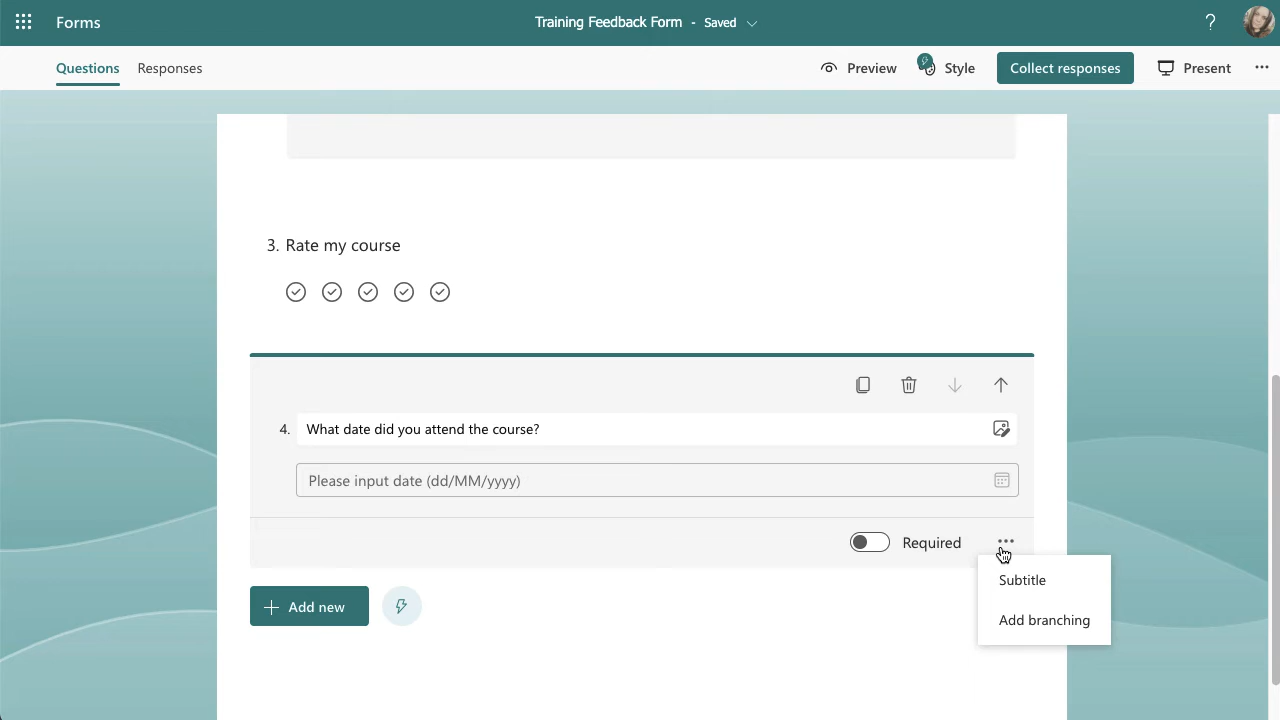 Forms
Training Feedback Form - Saved
?
Questions
Responses
Preview
Style
Collect responses
Present
3. Rate my course
4. What date did you attend the course?
Please input date (dd/MM/yyyy)
Required
Subtitle
Add branching
Add new